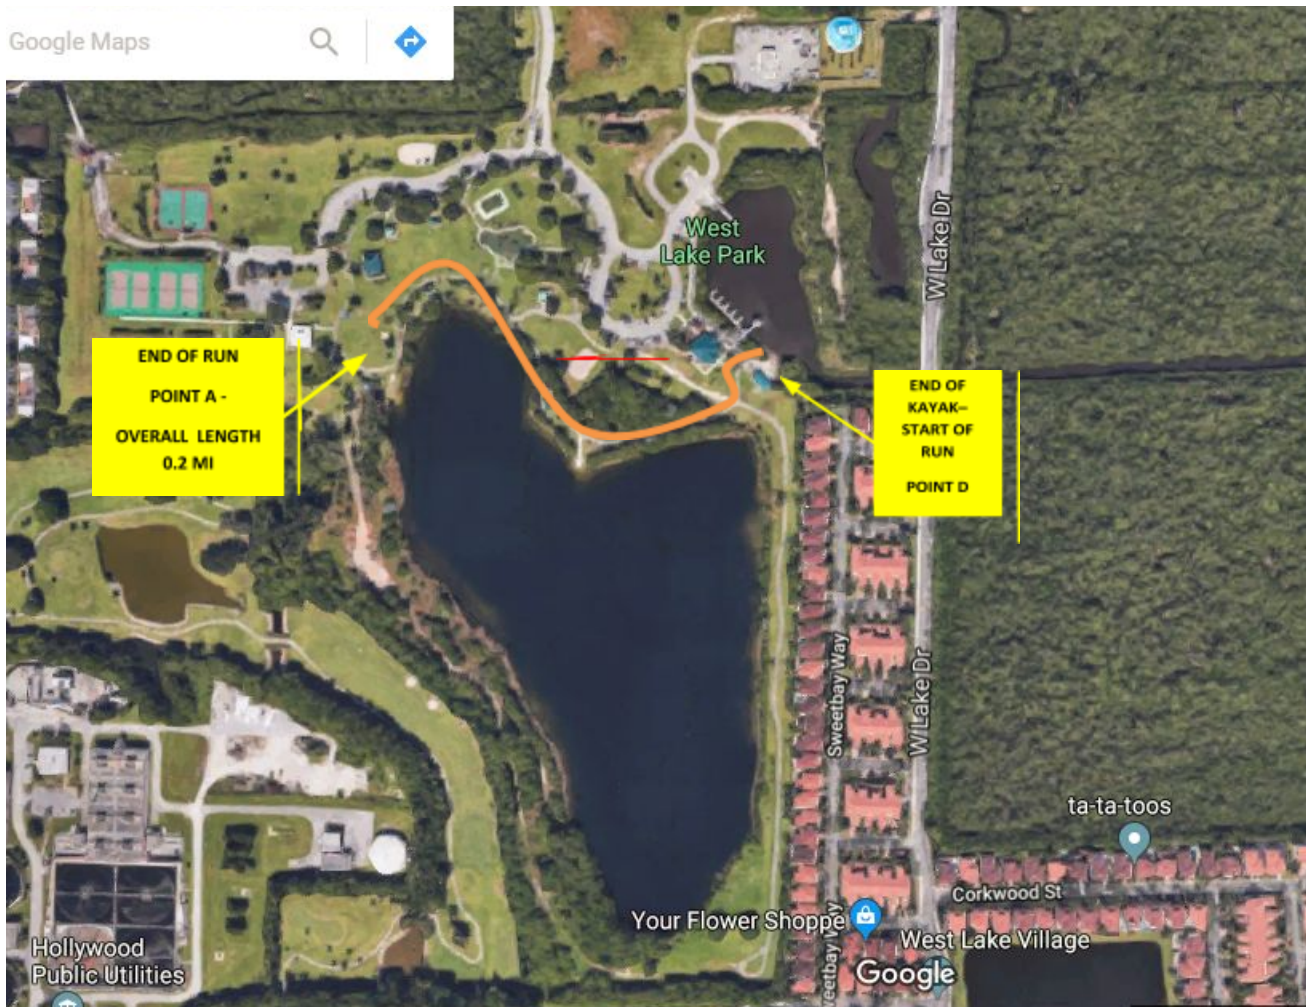 Google Maps
West
Lake Park
W Lake Dr
END OF RUN
POINT A -
OVERALL LENGTH
0.2 MI
END OF
KAYAK–
START OF
RUN
POINT D
Sweetbay Way
W Lake Dr
ta-ta-toos
Corkwood St
Your Flower Shoppe
West Lake Village
Hollywood
Public Utilities
eetbay Way
Google